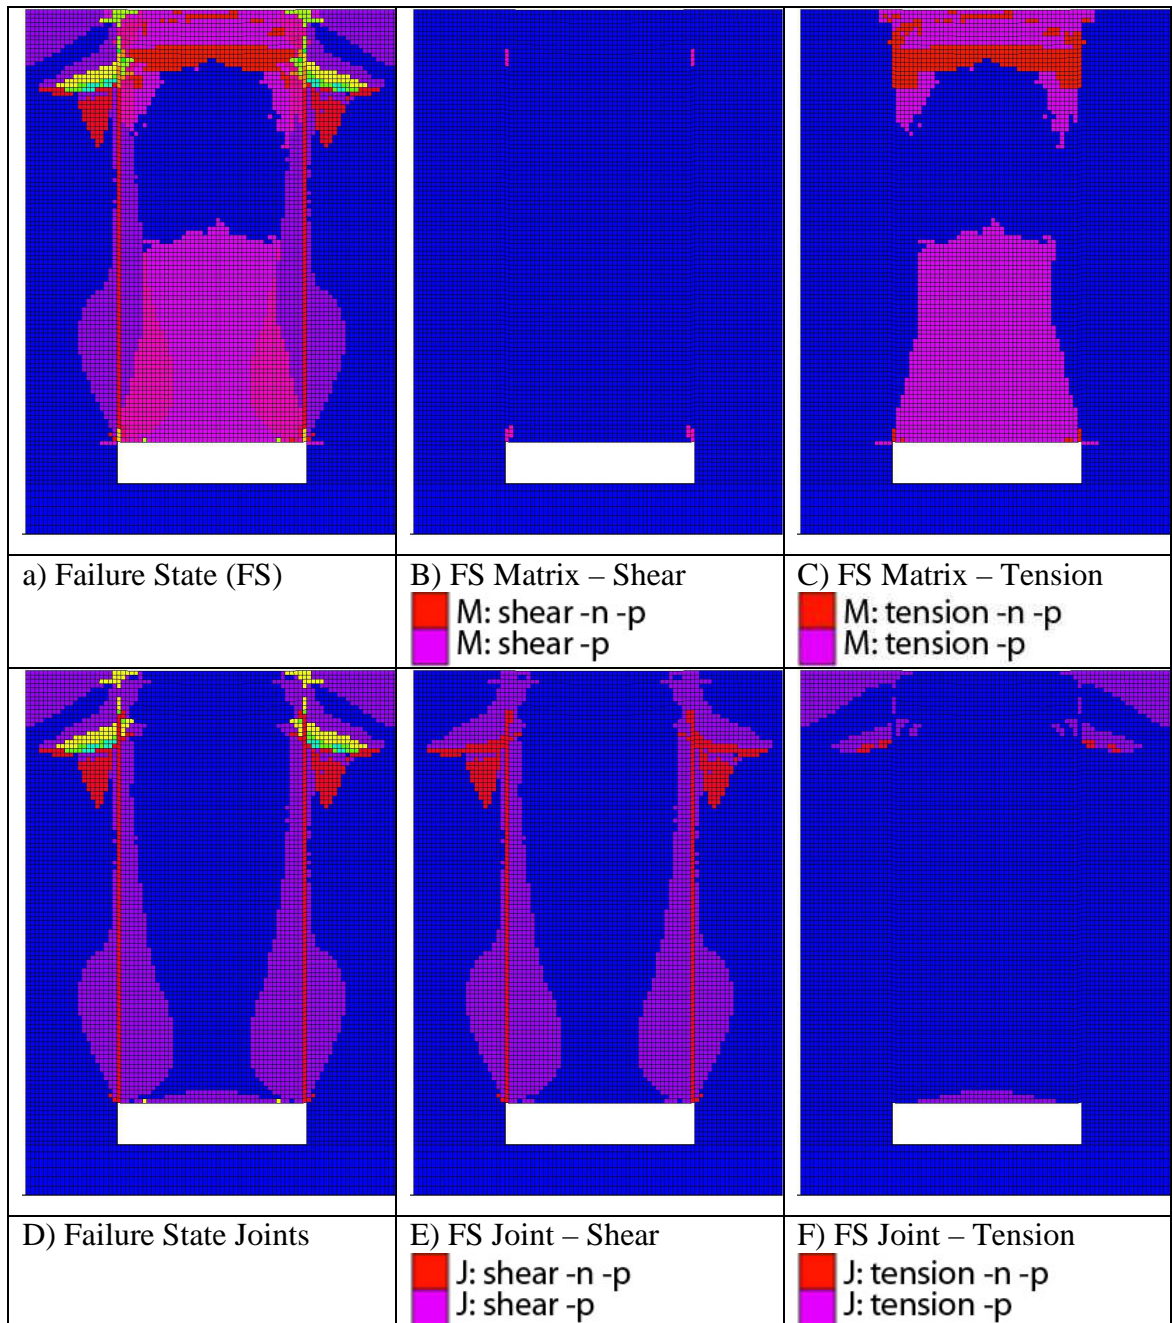 a) Failure State (FS)
B) FS Matrix – Shear
M: shear -n -p
M: shear -p
C) FS Matrix – Tension
M: tension -n -p
M: tension -p
D) Failure State Joints
E) FS Joint – Shear
J: shear -n -p
J: shear -p
F) FS Joint – Tension
J: tension -n -p
J: tension -p